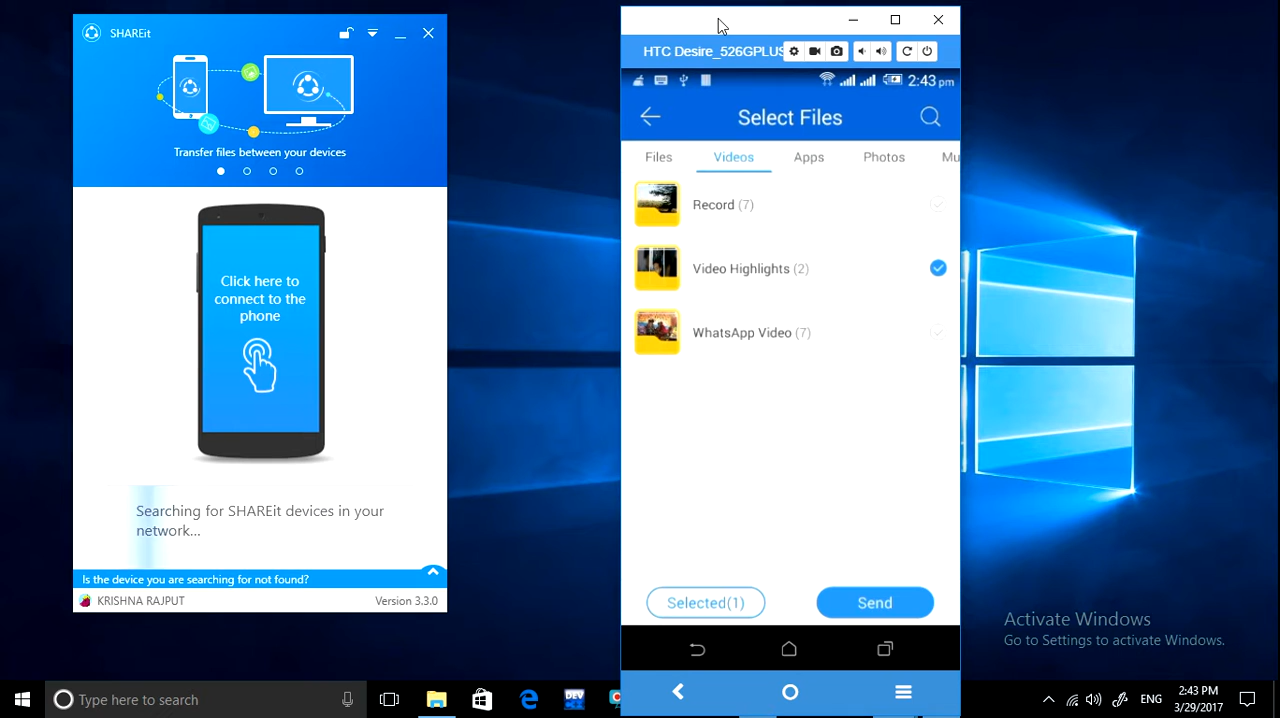 SHAREit
Transfer files between your devices
Click here to
connect to the
phone
Searching for SHAREit devices in your
network...
Is the device you are searching for not found?
KRISHNA RAJPUT
Version 3.3.0
HTC Desire_526GPLUS
2:43 pm
Select Files
Files
Videos
Apps
Photos
Mu
Record (7)
Video Highlights (2)
WhatsApp Video (7)
Selected(1)
Send
Activate Windows
Go to Settings to activate Windows.
Type here to search
DEV
ENG
2:43 PM
3/29/2017